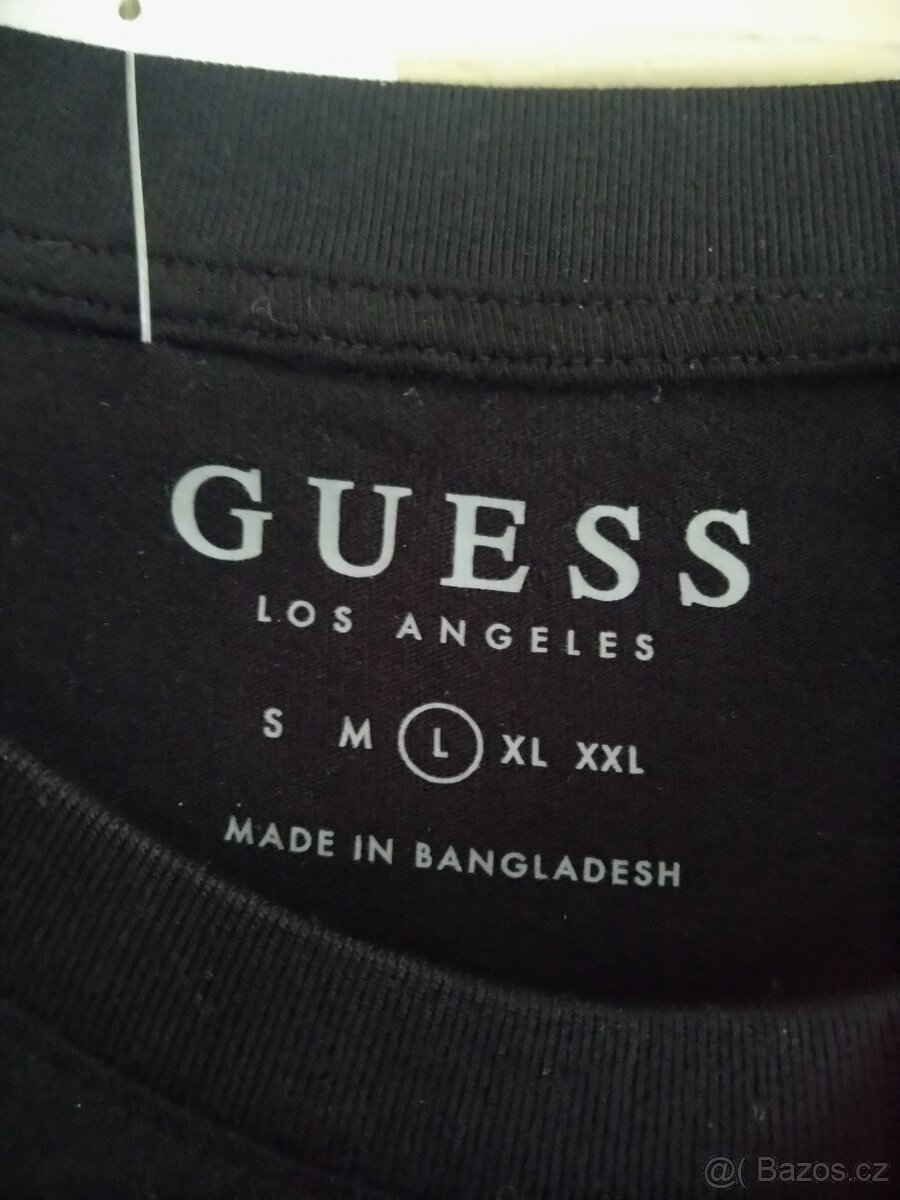 GUESS
LOS ANGELES
S M L XL XXL
MADE IN BANGLADESH
@( Bazos.cz